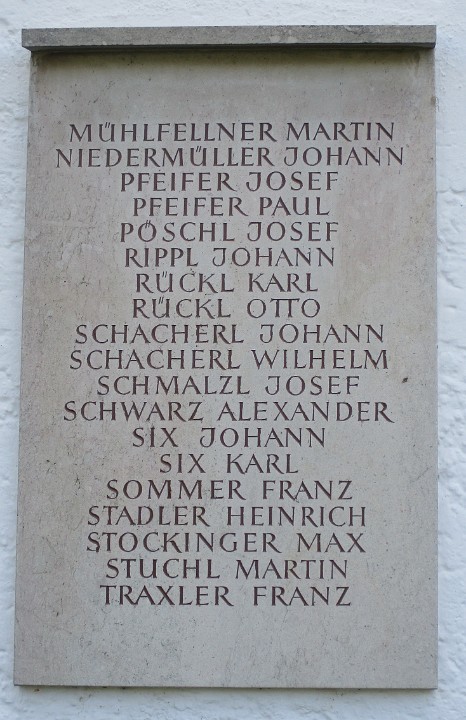 MÜHLFELLNER MARTIN
NIEDERMÜLLER JOHANN
PFEIFER JOSEF
PFEIFER PAUL
PÖSCHL JOSEF
RIPPL JOHANN
RÜCKL KARL
RÜCKL OTTO
SCHACHERL JOHANN
SCHACHERL WILHELM
SCHMALZL JOSEF
SCHWARZ ALEXANDER
SIX JOHANN
SIX KARL
SOMMER FRANZ
STADLER HEINRICH
STOCKINGER MAX
STUCHL MARTIN
TRAXLER FRANZ